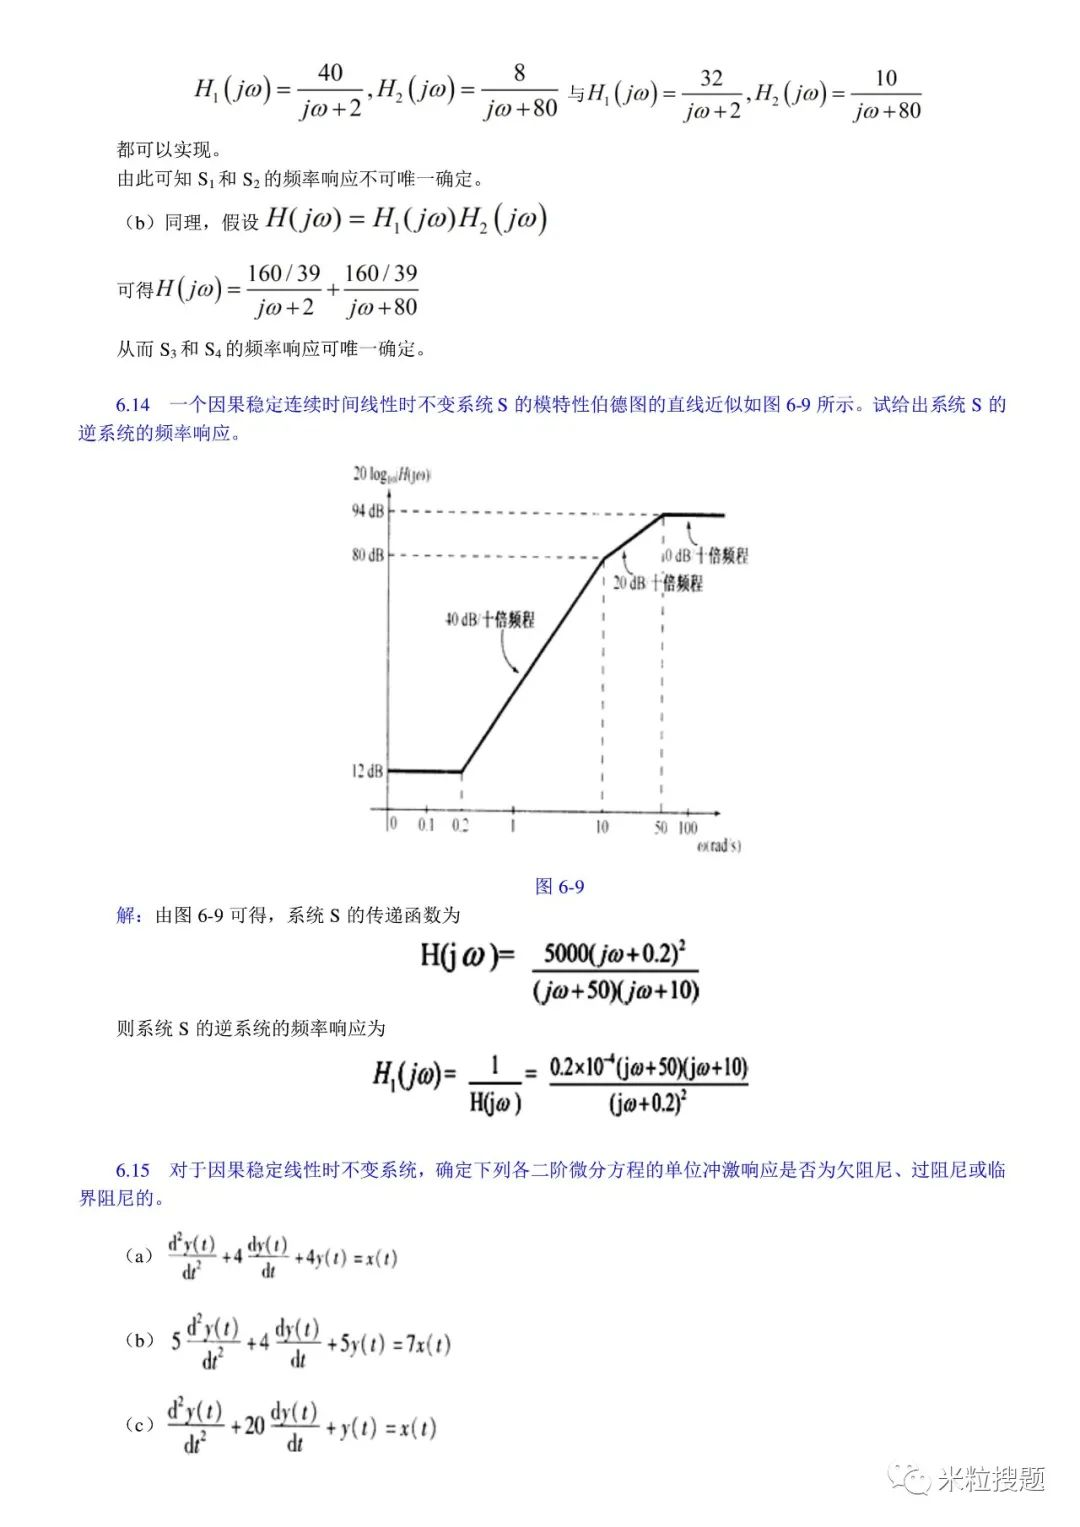 H₁(jω)=40/(jω+2), H₂(jω)=8/(jω+80) 与 H₁(jω)=32/(jω+2), H₂(jω)=10/(jω+80)
都可以实现。
由此可知 S₁和 S₂的频率响应不可唯一确定。
（b）同理，假设 H(jω)=H₁(jω)H₂(jω)
可得 H(jω)=(160/39)/(jω+2)+(160/39)/(jω+80)
从而 S₃和 S₄的频率响应可唯一确定。
6.14 一个因果稳定连续时间线性时不变系统 S 的模特性伯德图的直线近似如图 6-9 所示。试给出系统 S 的
逆系统的频率响应。
20 log₁₀|H(jω)|
94 dB
80 dB
0 dB/十倍频程
20 dB/十倍频程
40 dB/十倍频程
12 dB
0 0.1 0.2 1 10 50 100
ω(rad/s)
图 6-9
解：由图 6-9 可得，系统 S 的传递函数为
H(jω)= 5000(jω+0.2)²/((jω+50)(jω+10))
则系统 S 的逆系统的频率响应为
H₁(jω)= 1/H(jω) = 0.2×10⁻⁴(jω+50)(jω+10)/(jω+0.2)²
6.15 对于因果稳定线性时不变系统，确定下列各二阶微分方程的单位冲激响应是否为欠阻尼、过阻尼或临
界阻尼的。
（a） d²y(t)/dt²+4dy(t)/dt+4y(t)=x(t)
（b） 5d²y(t)/dt²+4dy(t)/dt+5y(t)=7x(t)
（c） d²y(t)/dt²+20dy(t)/dt+y(t)=x(t)
米粒搜题